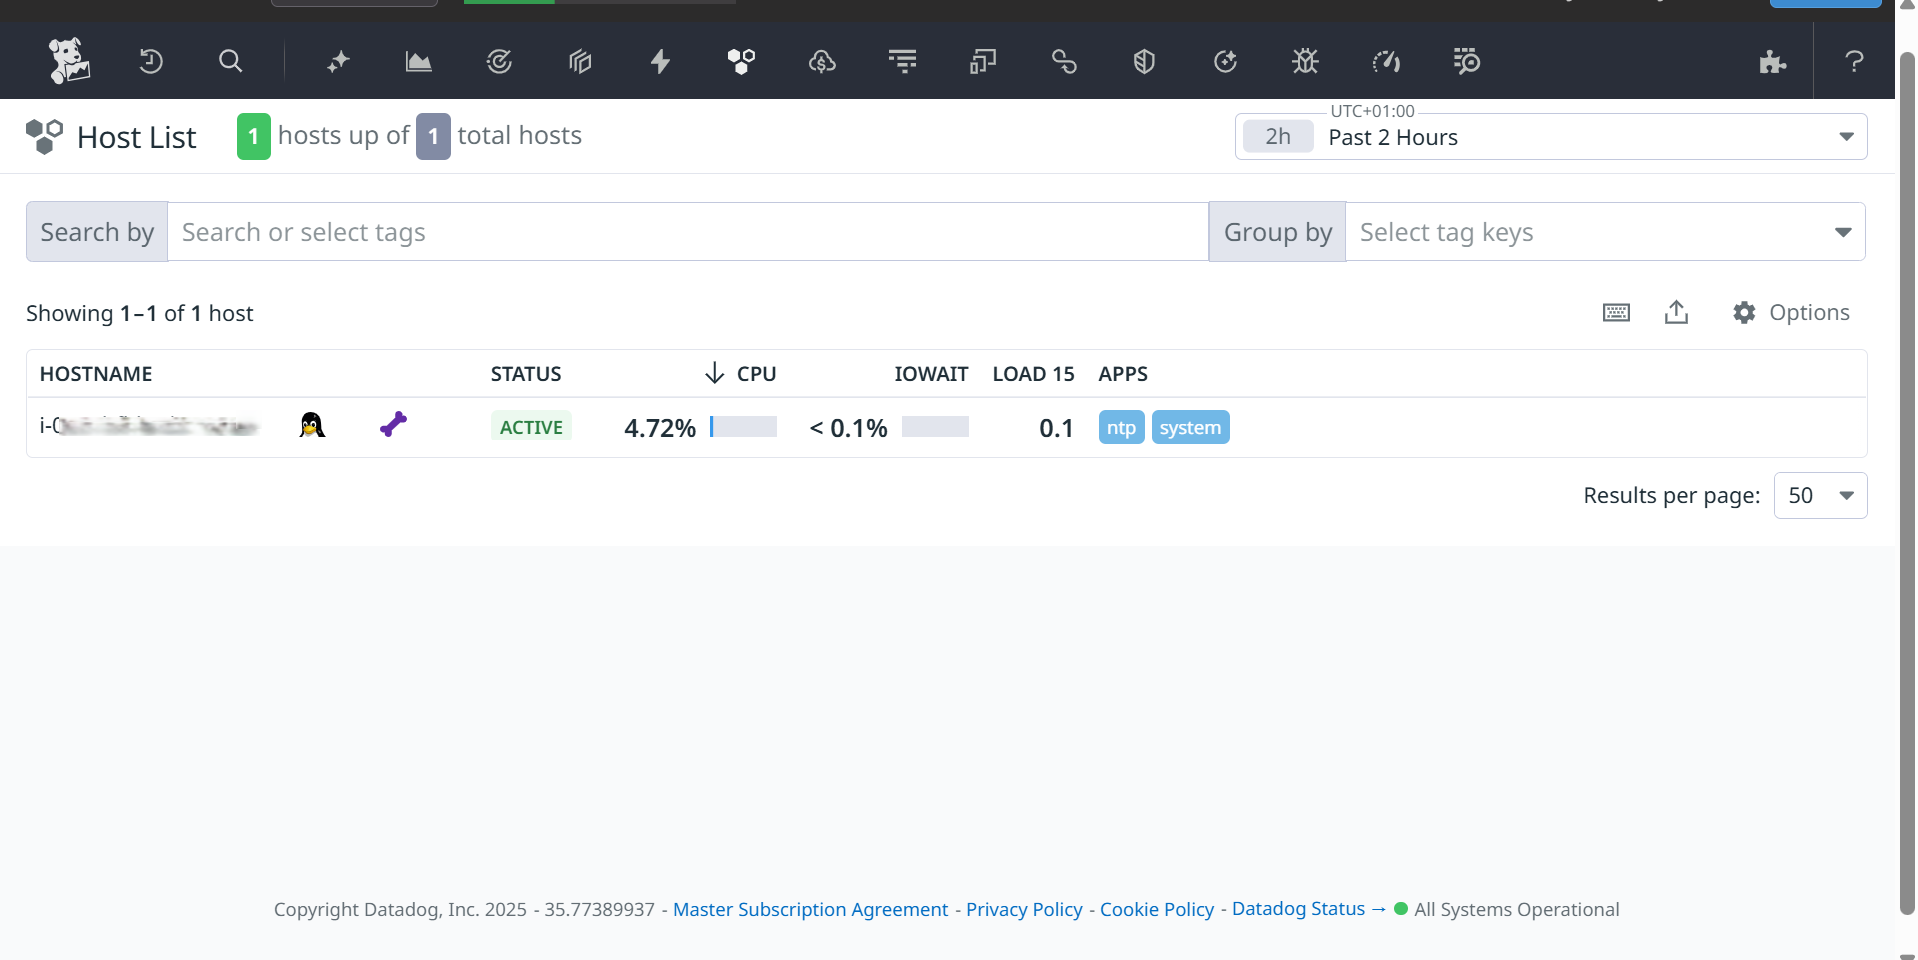 Host List 1 hosts up of 1 total hosts
UTC+01:00
2h Past 2 Hours
Search by Search or select tags Group by Select tag keys
Showing 1–1 of 1 host Options
HOSTNAME STATUS CPU IOWAIT LOAD 15 APPS
ACTIVE 4.72% < 0.1% 0.1 ntp system
Results per page: 50
Copyright Datadog, Inc. 2025 - 35.77389937 - Master Subscription Agreement - Privacy Policy - Cookie Policy - Datadog Status → All Systems Operational